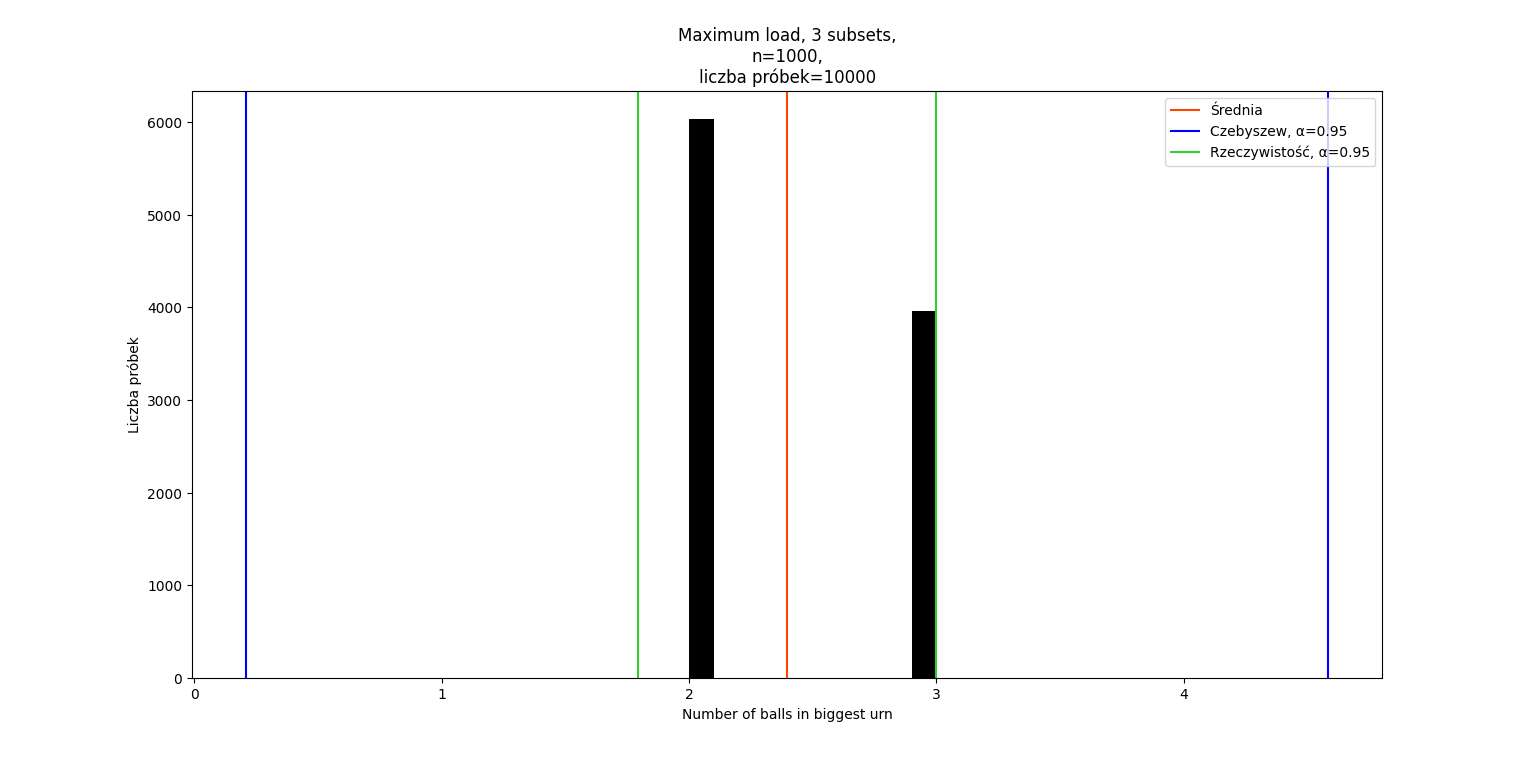 Maximum load, 3 subsets,
n=1000,
liczba próbek=10000
Średnia
Czebyszew, α=0.95
Rzeczywistość, α=0.95
Liczba próbek
6000
5000
4000
3000
2000
1000
0
0 1 2 3 4
Number of balls in biggest urn